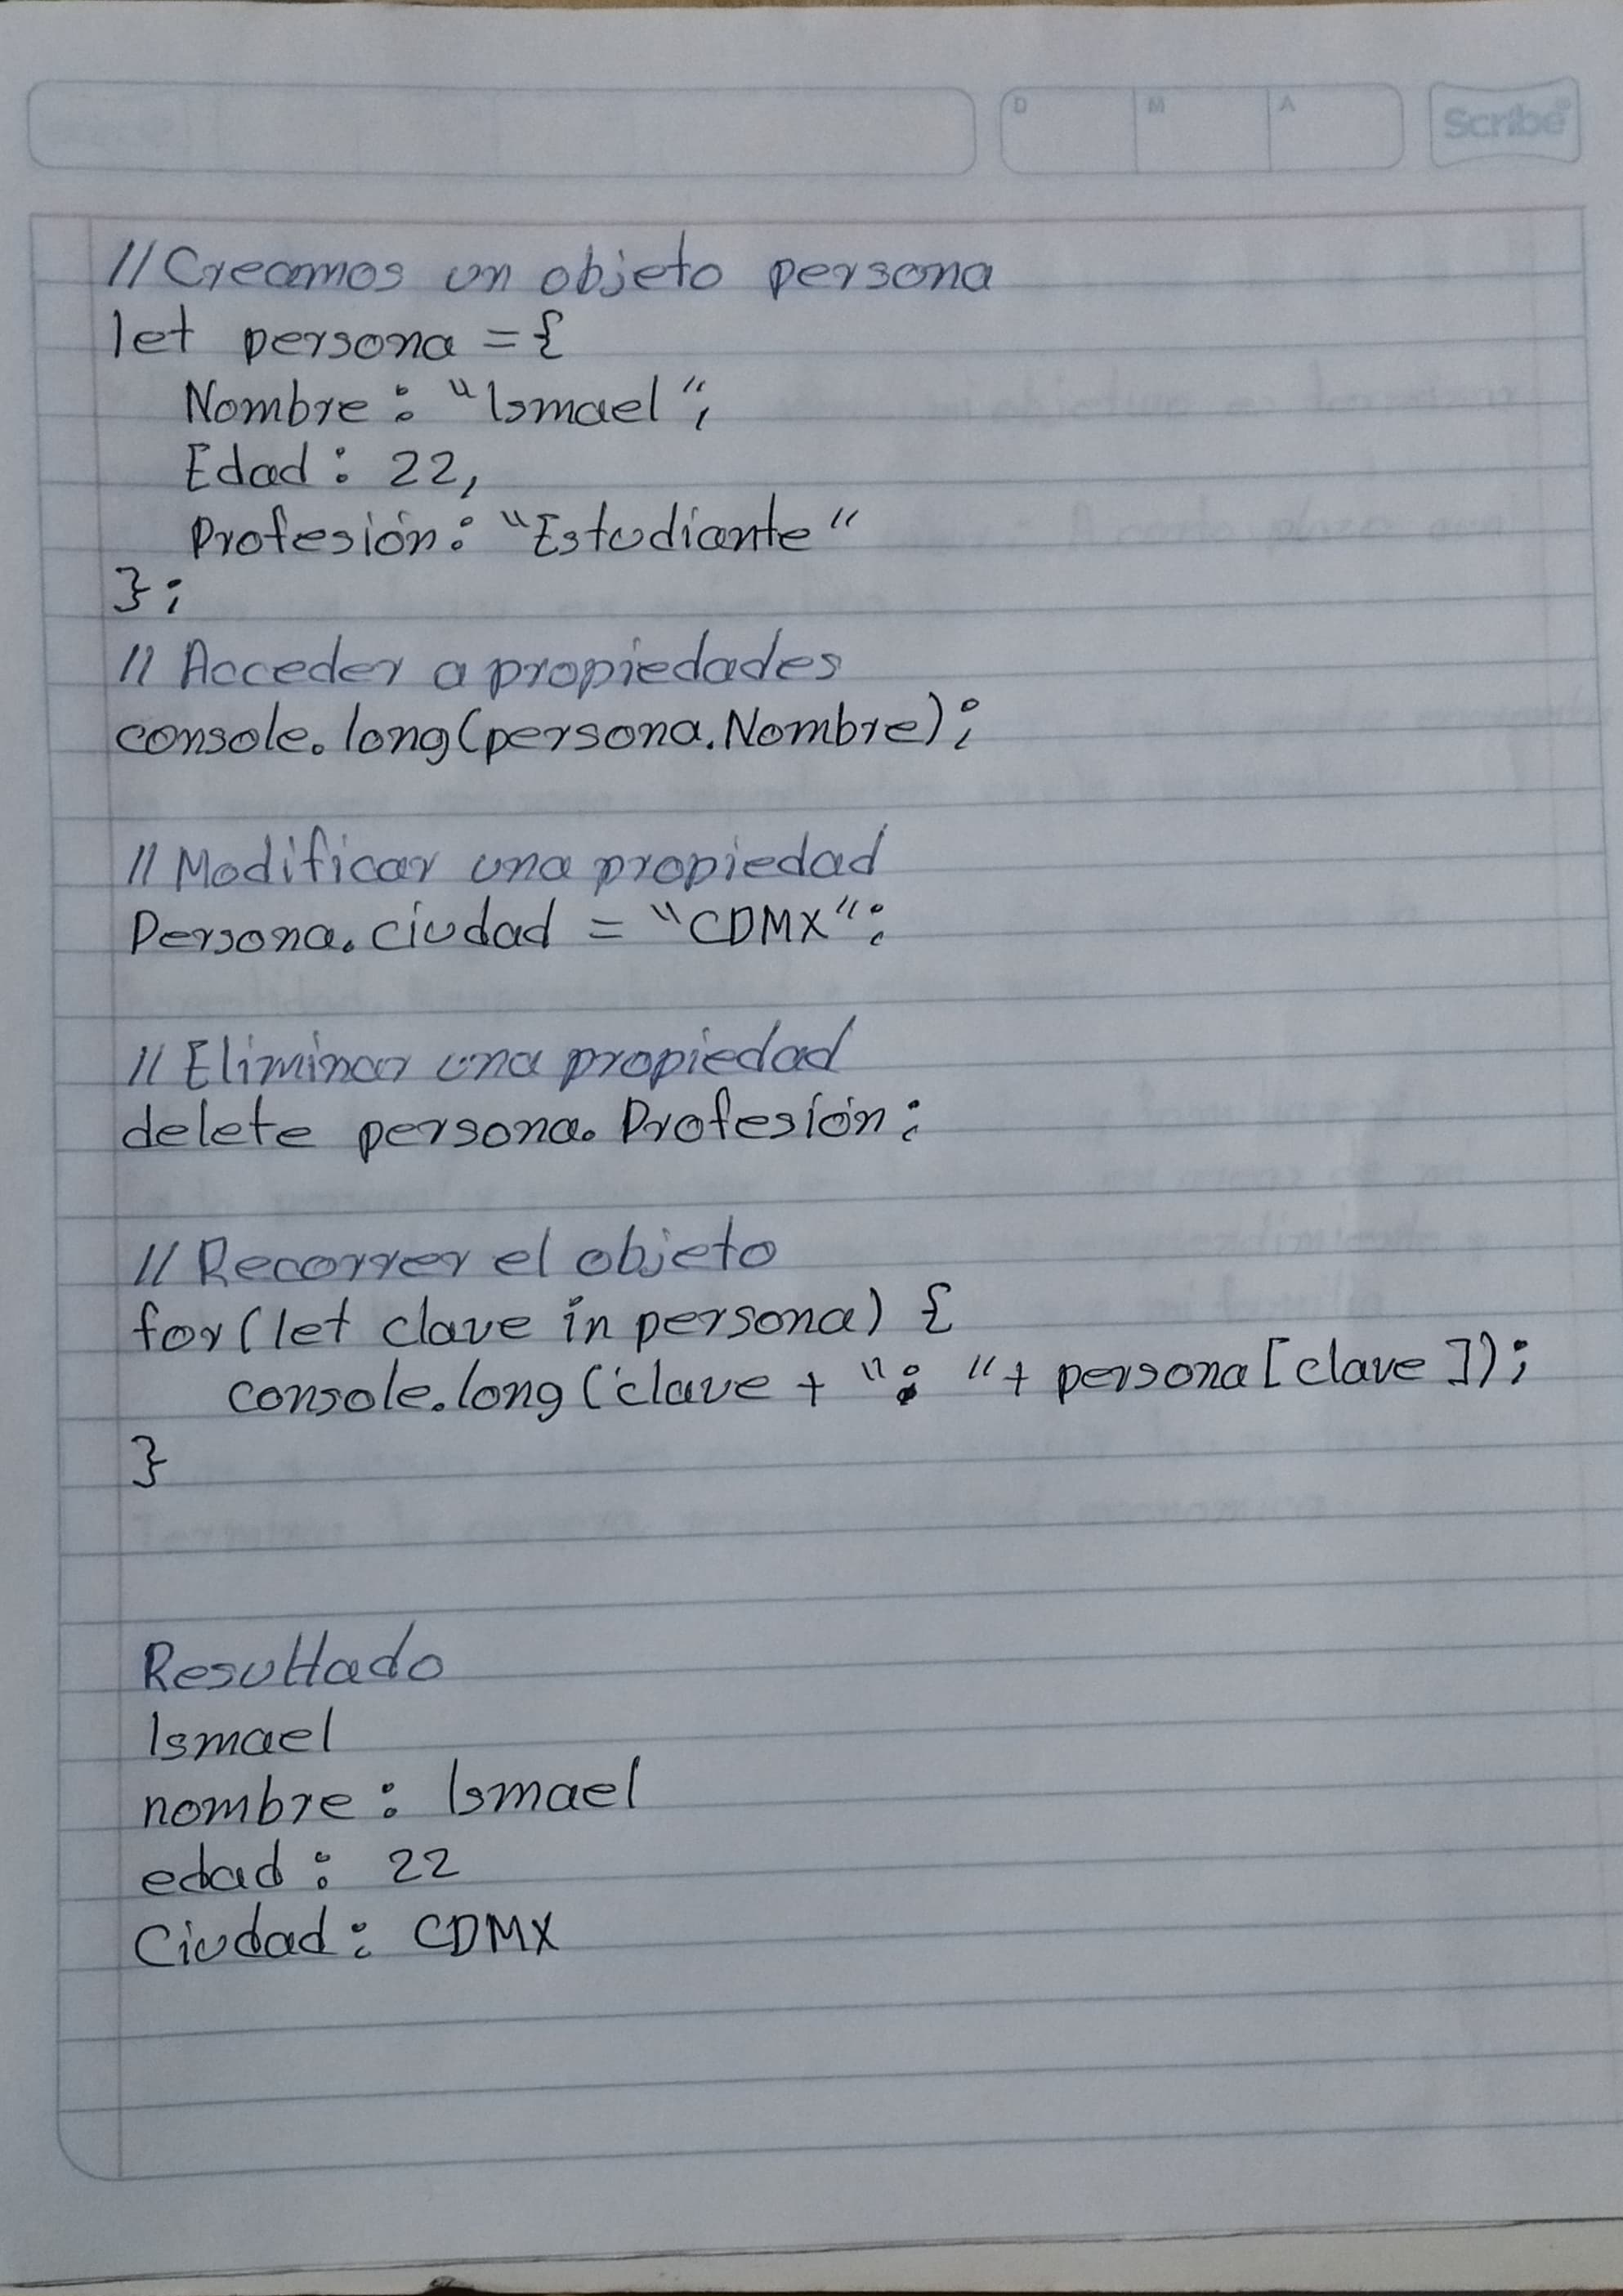 D M A Scribe
//Creamos un objeto persona
let persona ={
Nombre: "Ismael",
Edad: 22,
Profesión: "Estudiante"
};
// Acceder a propiedades
console.long(persona.Nombre);
// Modificar una propiedad
Persona.ciudad = "CDMX";
// Eliminar una propiedad
delete persona.Profesión;
// Recorrer el objeto
for(let clave in persona) {
console.long(clave + ": "+ persona[clave]);
}
Resultado
Ismael
nombre: Ismael
edad: 22
Ciudad: CDMX